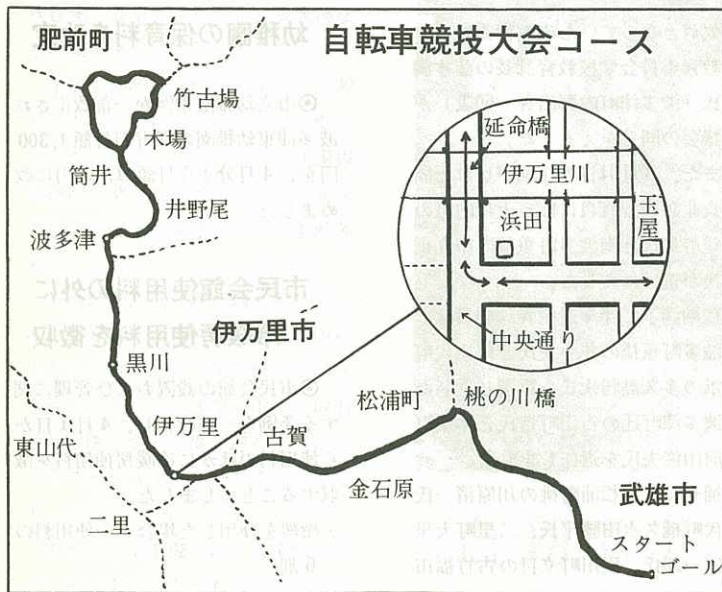 自転車競技大会コース
肥前町
竹古場
木場
筒井
井野尾
波多津
伊万里市
黒川
伊万里
東山代
二里
古賀
金石原
松浦町
桃の川橋
武雄市
スタート
ゴール
延命橋
伊万里川
浜田
玉屋
中央通り